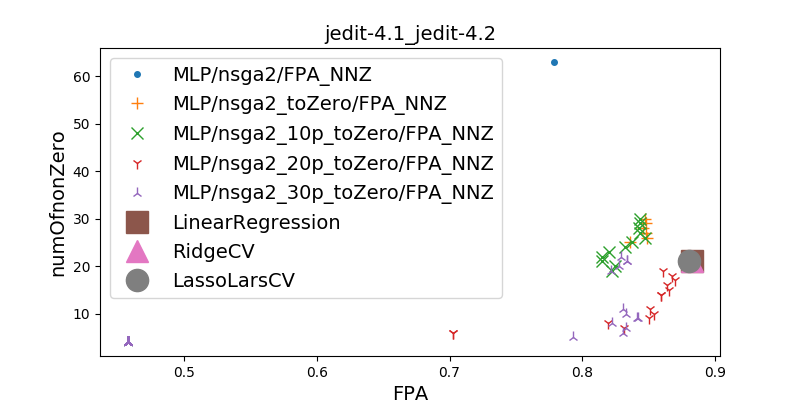 jedit-4.1_jedit-4.2
MLP/nsga2/FPA_NNZ
MLP/nsga2_toZero/FPA_NNZ
MLP/nsga2_10p_toZero/FPA_NNZ
MLP/nsga2_20p_toZero/FPA_NNZ
MLP/nsga2_30p_toZero/FPA_NNZ
LinearRegression
RidgeCV
LassoLarsCV
numOfnonZero
60
50
40
30
20
10
0.5 0.6 0.7 0.8 0.9
FPA